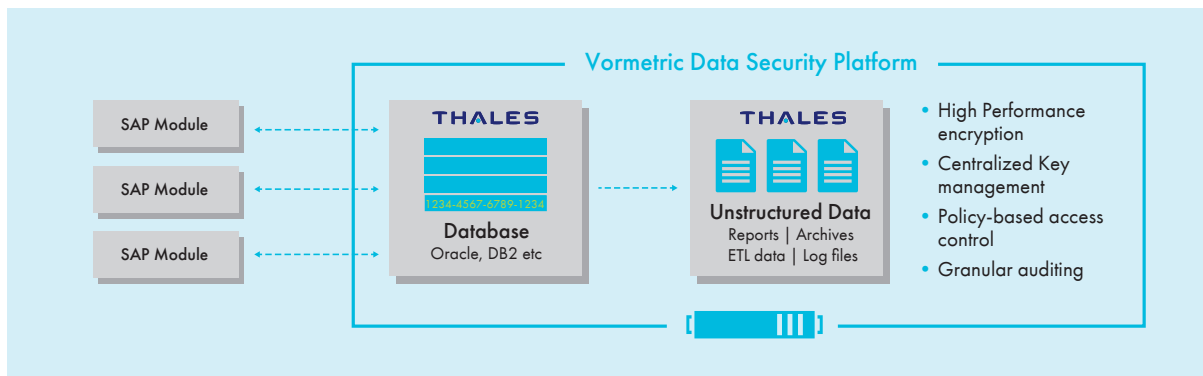 Vormetric Data Security Platform
SAP Module
SAP Module
SAP Module
THALES
1234-4567-6789-1234
Database
Oracle, DB2 etc
THALES
Unstructured Data
Reports | Archives
ETL data | Log files
• High Performance
encryption
• Centralized Key
management
• Policy-based access
control
• Granular auditing